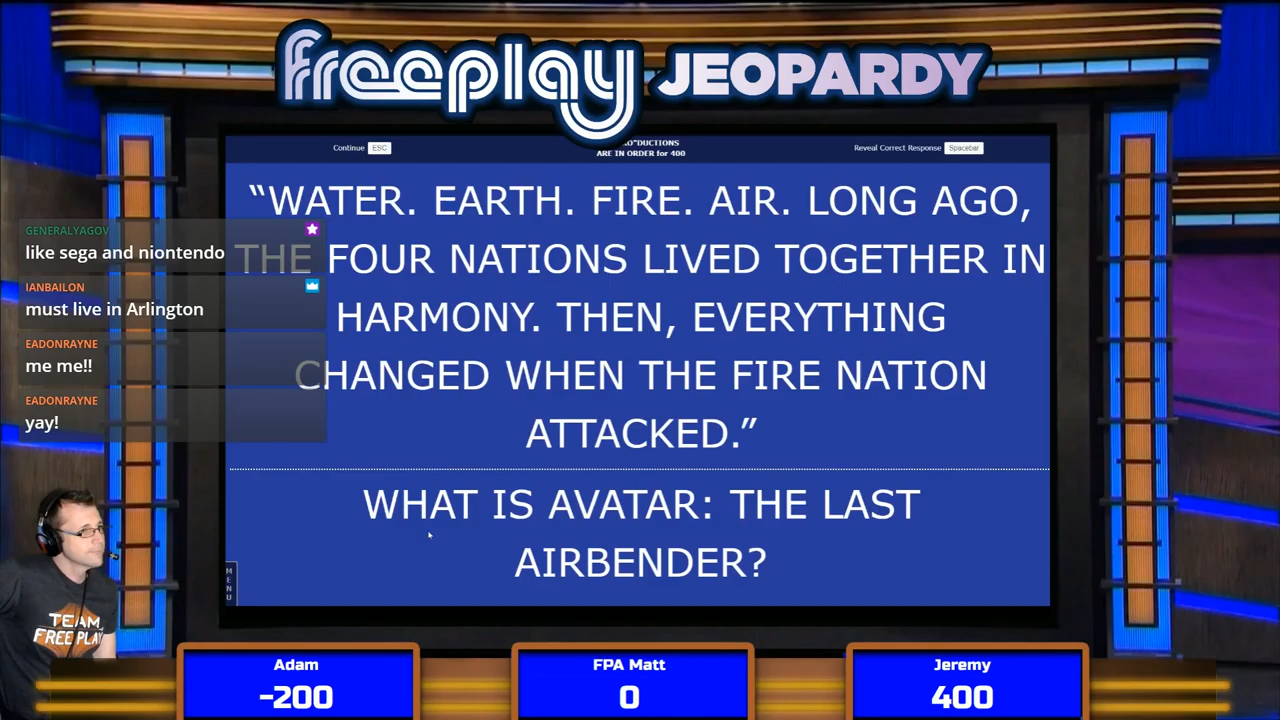 freeplay JEOPARDY
Continue ESC
"DUCTIONS
ARE IN ORDER for 400
Reveal Correct Response Spacebar
“WATER. EARTH. FIRE. AIR. LONG AGO,
THE FOUR NATIONS LIVED TOGETHER IN
HARMONY. THEN, EVERYTHING
CHANGED WHEN THE FIRE NATION
ATTACKED.”
WHAT IS AVATAR: THE LAST
AIRBENDER?
GENERALYAGOV
like sega and niontendo
IANBAILON
must live in Arlington
EADONRAYNE
me me!!
EADONRAYNE
yay!
MENU
TEAM
FREE PLAY
Adam
-200
FPA Matt
0
Jeremy
400